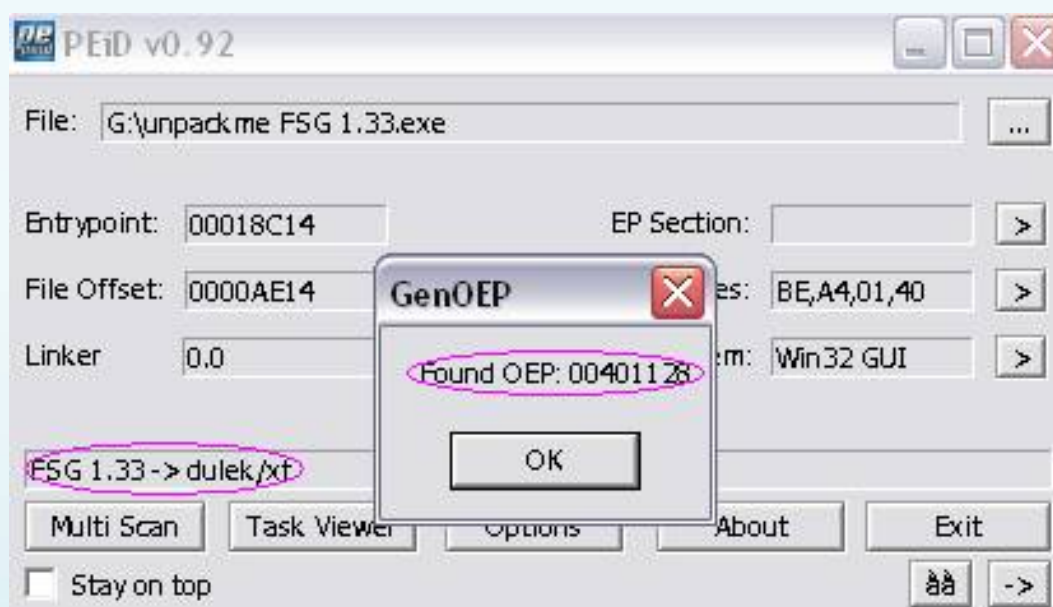 PEiD v0.92
File: G:\unpackme FSG 1.33.exe ...
Entrypoint: 00018C14 EP Section: >
File Offset: 0000AE14 es: BE,A4,01,40 >
Linker 0.0 em: Win32 GUI >
GenOEP
Found OEP: 00401128
OK
FSG 1.33 -> dulek/xt
Multi Scan Task Viewer Options About Exit
Stay on top àà ->